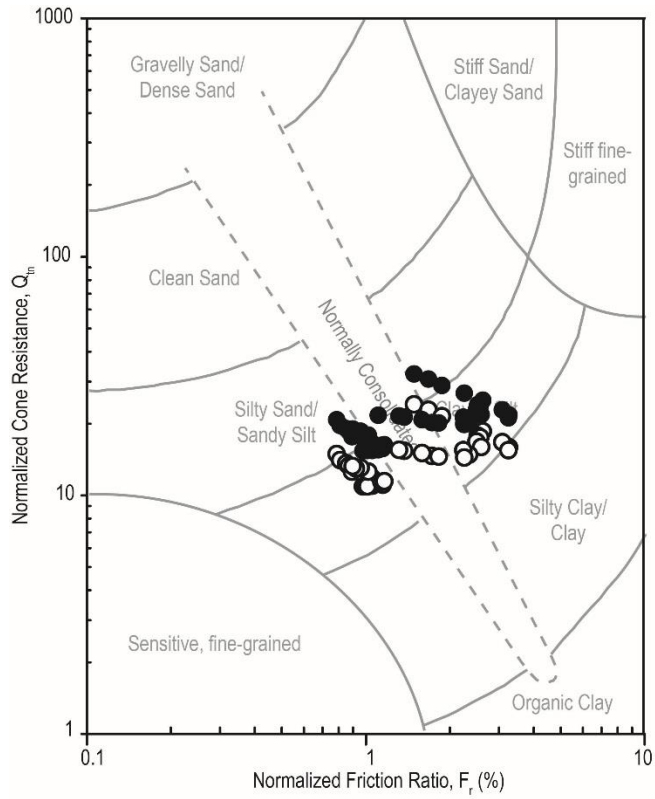 1000
Gravelly Sand/
Dense Sand
Stiff Sand/
Clayey Sand
Stiff fine-
grained
100
Clean Sand
Normally Consolidated
Silty Sand/
Sandy Silt
10
Silty Clay/
Clay
Sensitive, fine-grained
Organic Clay
1
0.1
1
10
Normalized Cone Resistance, Qtn
Normalized Friction Ratio, Fr (%)